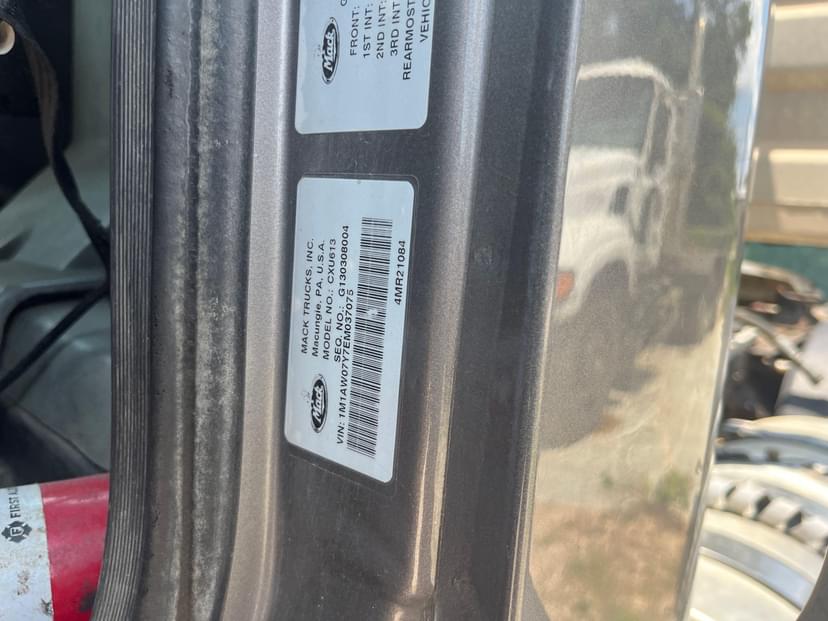 Mack
FRONT:
1ST INT:
2ND INT:
3RD INT
REARMOST
VEHIC
MACK TRUCKS, INC.
Macungie, PA, U.S.A.
MODEL NO.: CXU613
SEQ. NO.: G130308004
Mack
VIN: 1M1AW07Y7EM037075
4MR21084
FIRST A